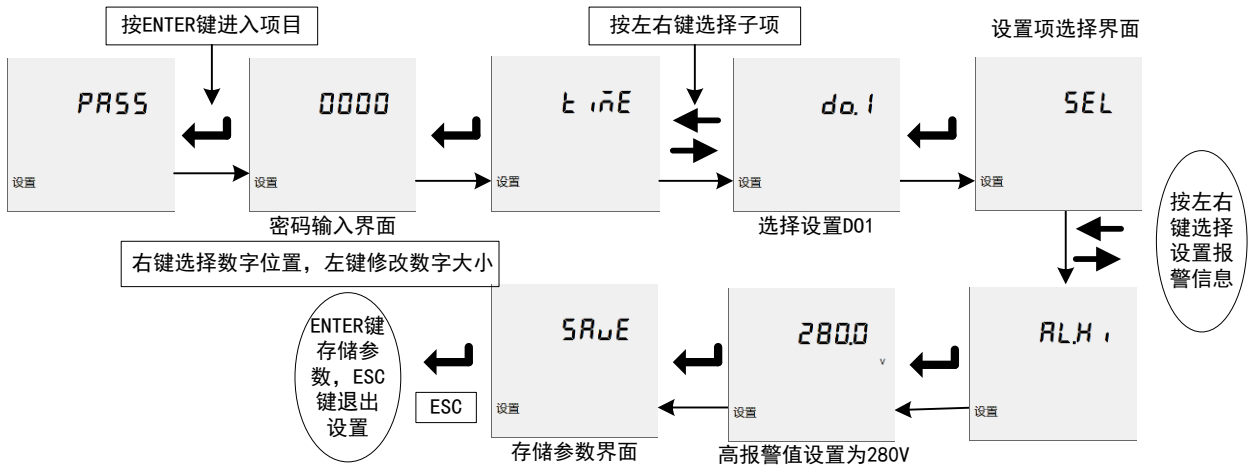 按ENTER键进入项目
按左右键选择子项
设置项选择界面
PASS
0000
timE
do.1
SEL
设置
设置
设置
设置
设置
密码输入界面
选择设置DO1
右键选择数字位置，左键修改数字大小
按左右
键选择
设置报
警信息
ENTER键
存储参
数，ESC
键退出
设置
ESC
SAvE
280.0
v
AL.Hi
设置
设置
设置
存储参数界面
高报警值设置为280V